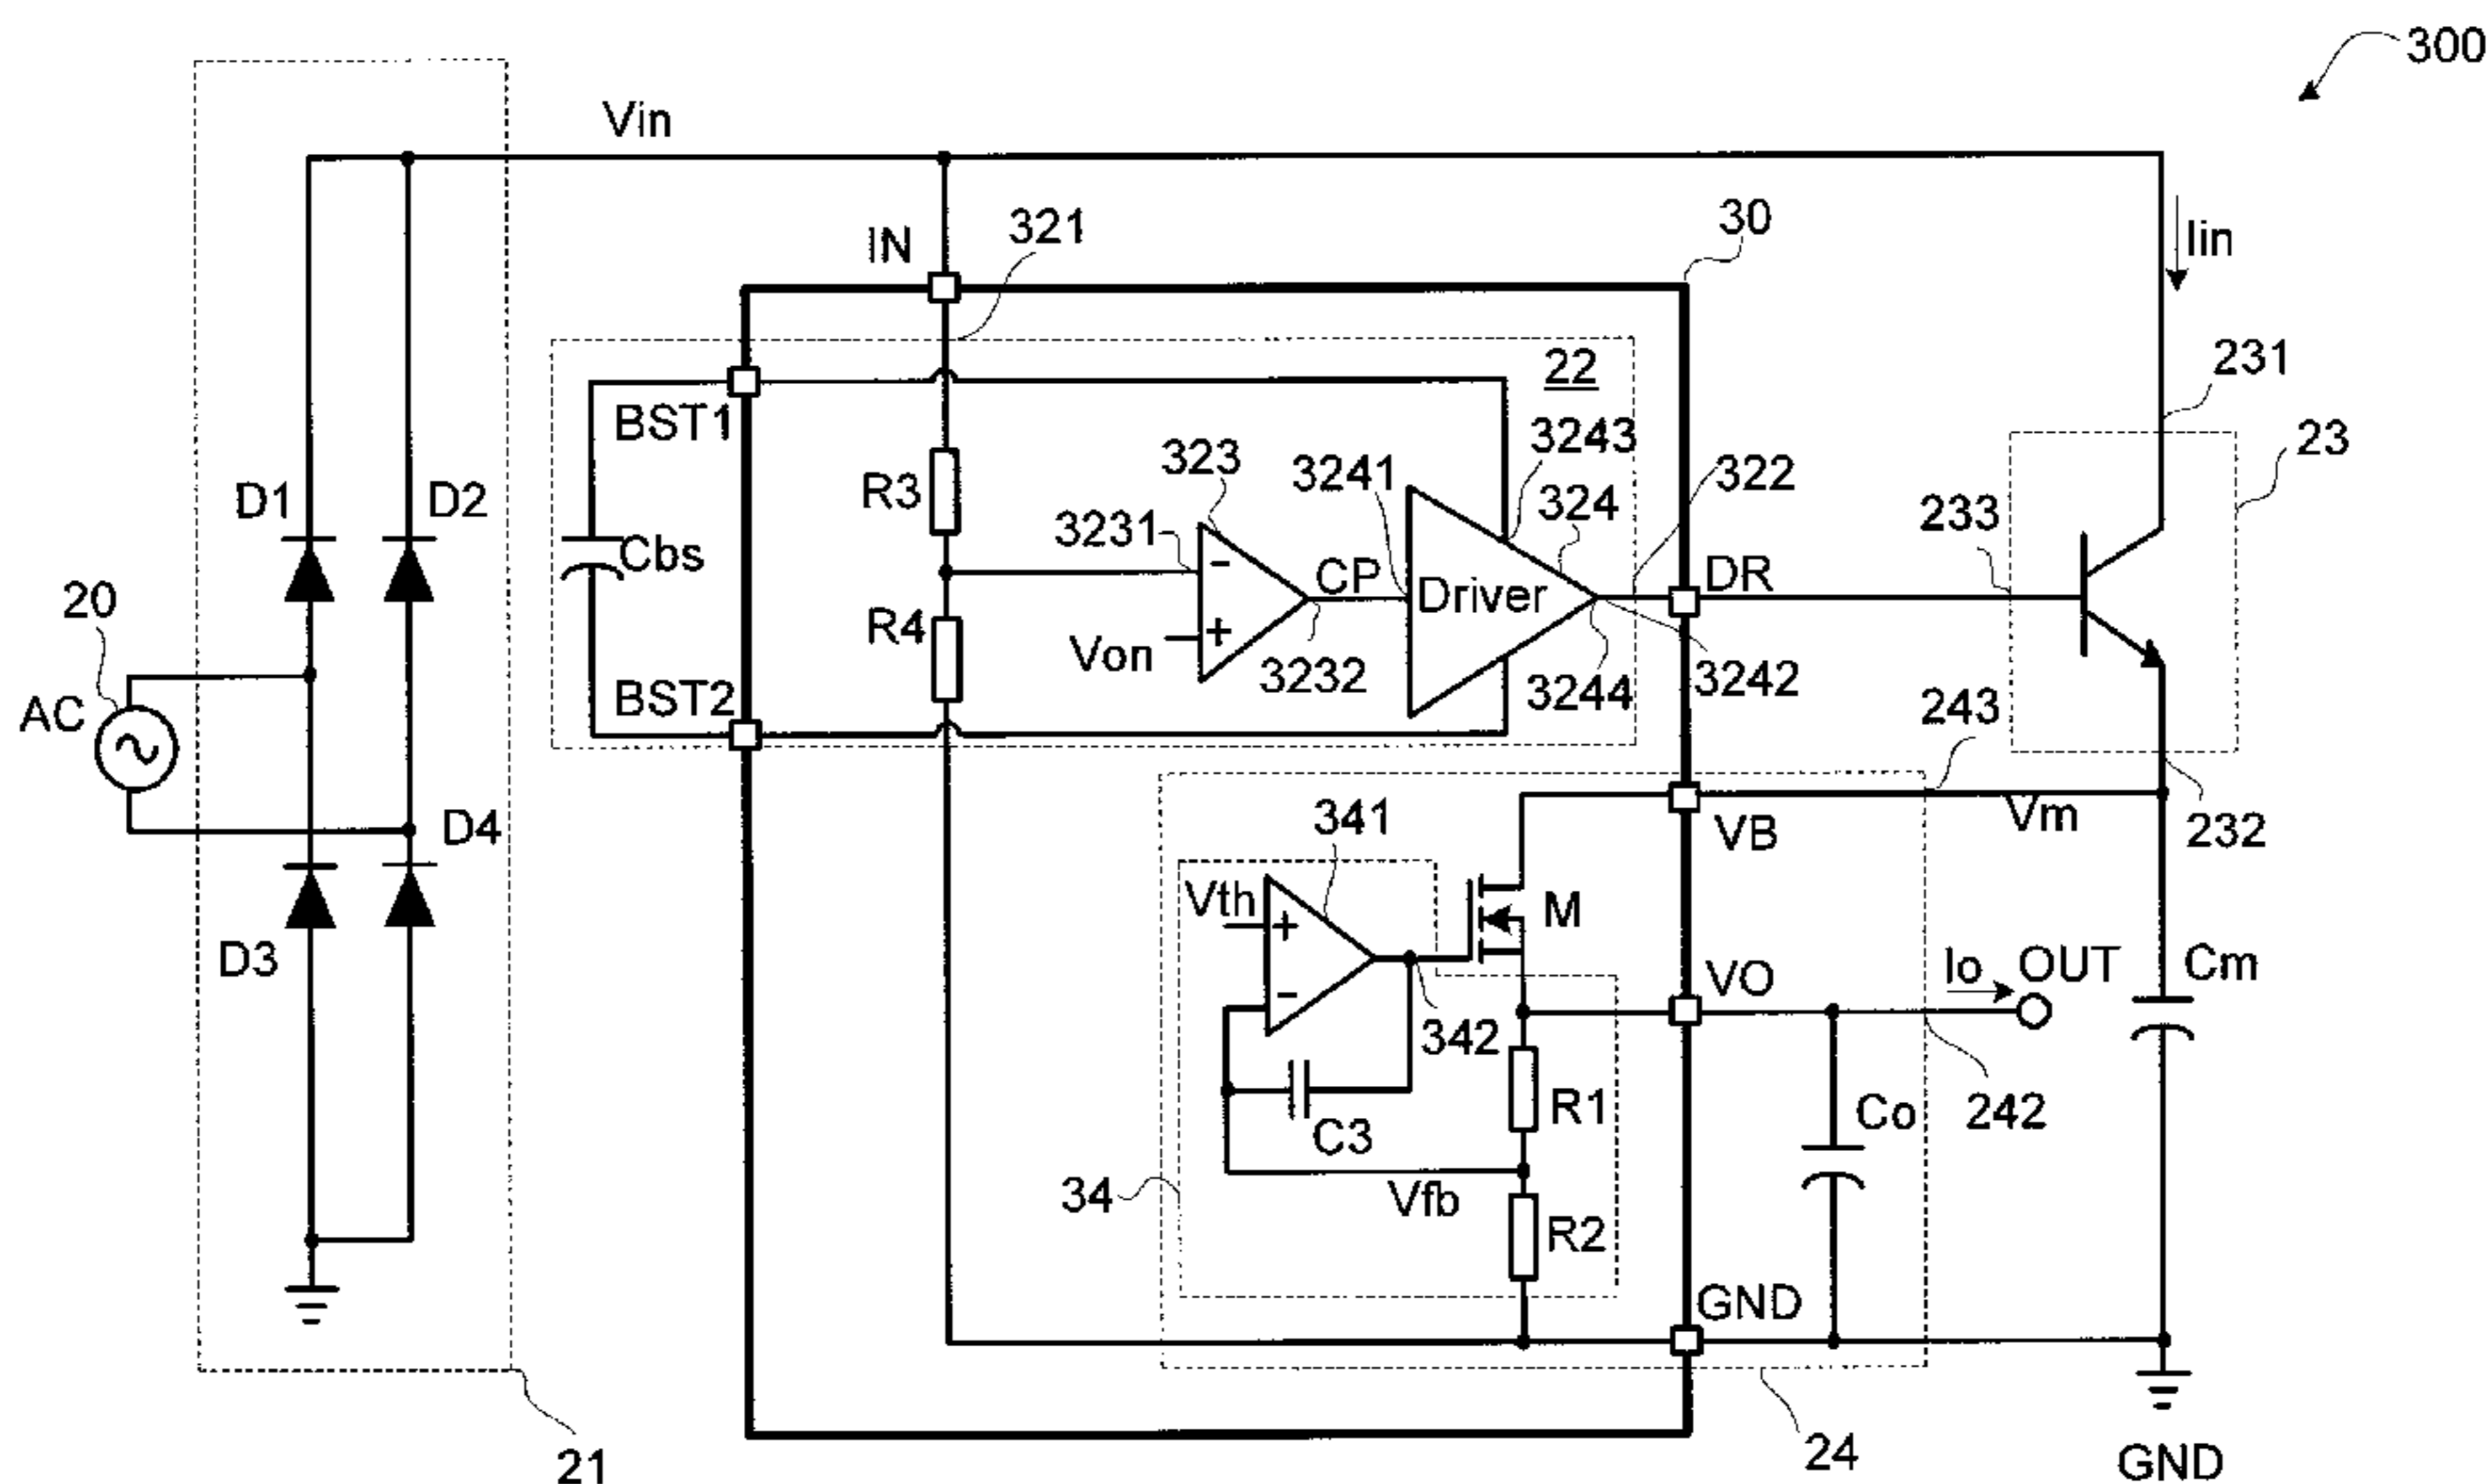 300
Vin
IN
321
30
Iin
22
231
BST1
3243
23
323
3241
322
R3
324
D1
D2
3231
233
Cbs
-
CP
Driver
DR
20
R4
+
Von
3232
3244
3242
BST2
243
AC
341
VB
Vm
232
D4
Vth
+
M
D3
-
VO
Io
OUT
Cm
342
R1
Co
242
C3
34
Vfb
R2
GND
21
24
GND